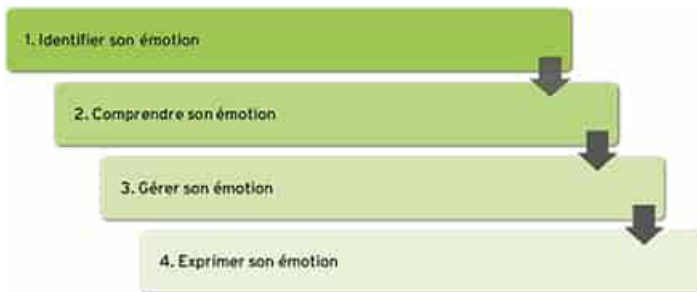 1. Identifier son émotion
2. Comprendre son émotion
3. Gérer son émotion
4. Exprimer son émotion